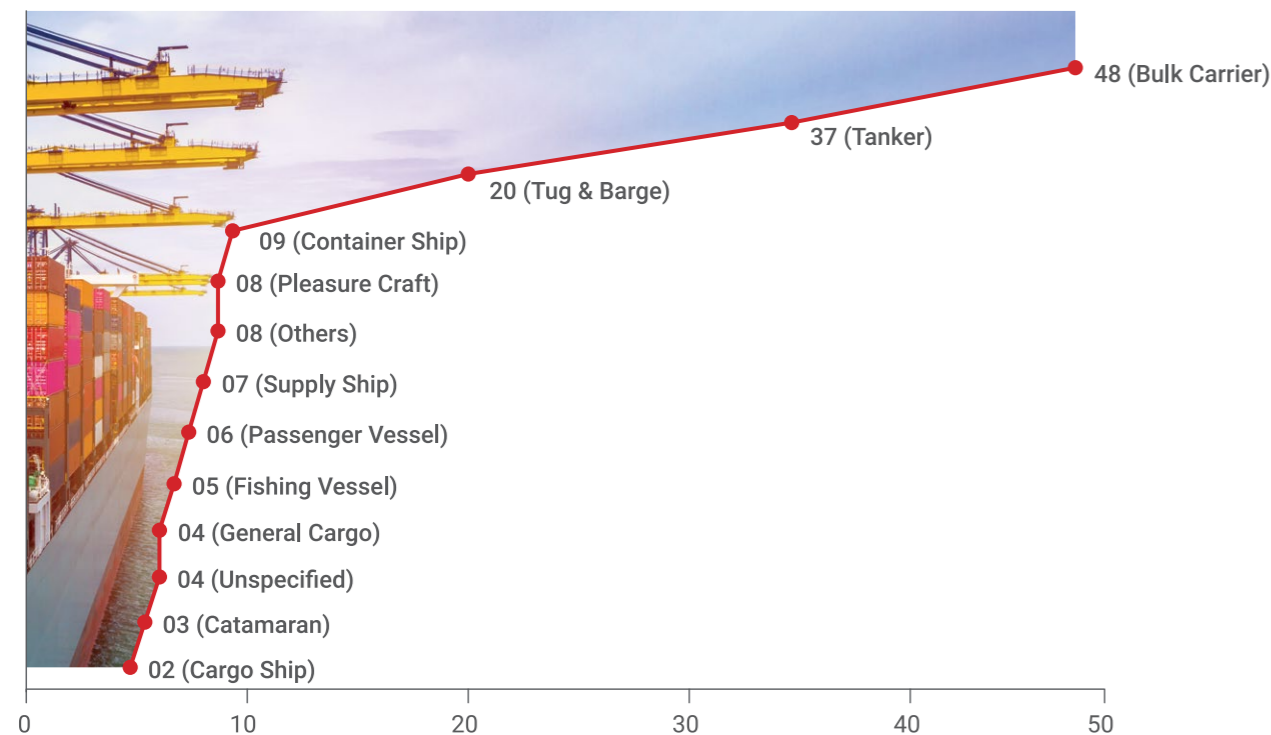 48 (Bulk Carrier)
37 (Tanker)
20 (Tug & Barge)
09 (Container Ship)
08 (Pleasure Craft)
08 (Others)
07 (Supply Ship)
06 (Passenger Vessel)
05 (Fishing Vessel)
04 (General Cargo)
04 (Unspecified)
03 (Catamaran)
02 (Cargo Ship)
0 10 20 30 40 50